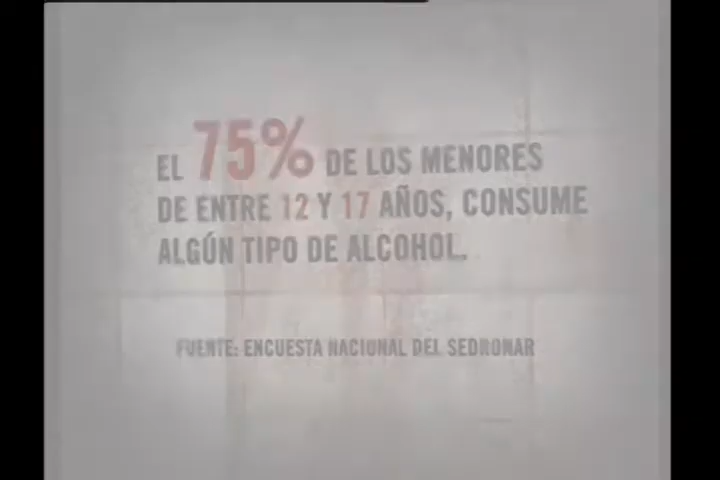 EL 75% DE LOS MENORES
DE ENTRE 12 Y 17 AÑOS, CONSUME
ALGÚN TIPO DE ALCOHOL.
FUENTE: ENCUESTA NACIONAL DEL SEDRONAR